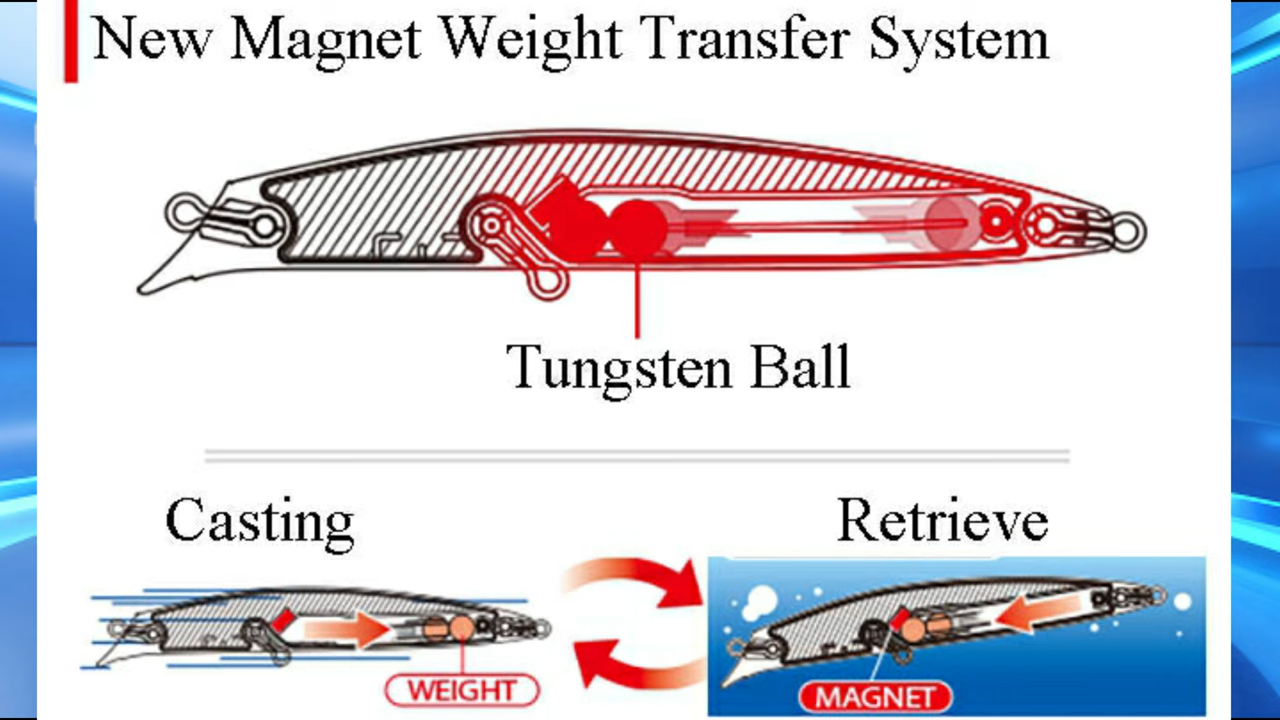 New Magnet Weight Transfer System
Tungsten Ball
Casting
Retrieve
WEIGHT
MAGNET